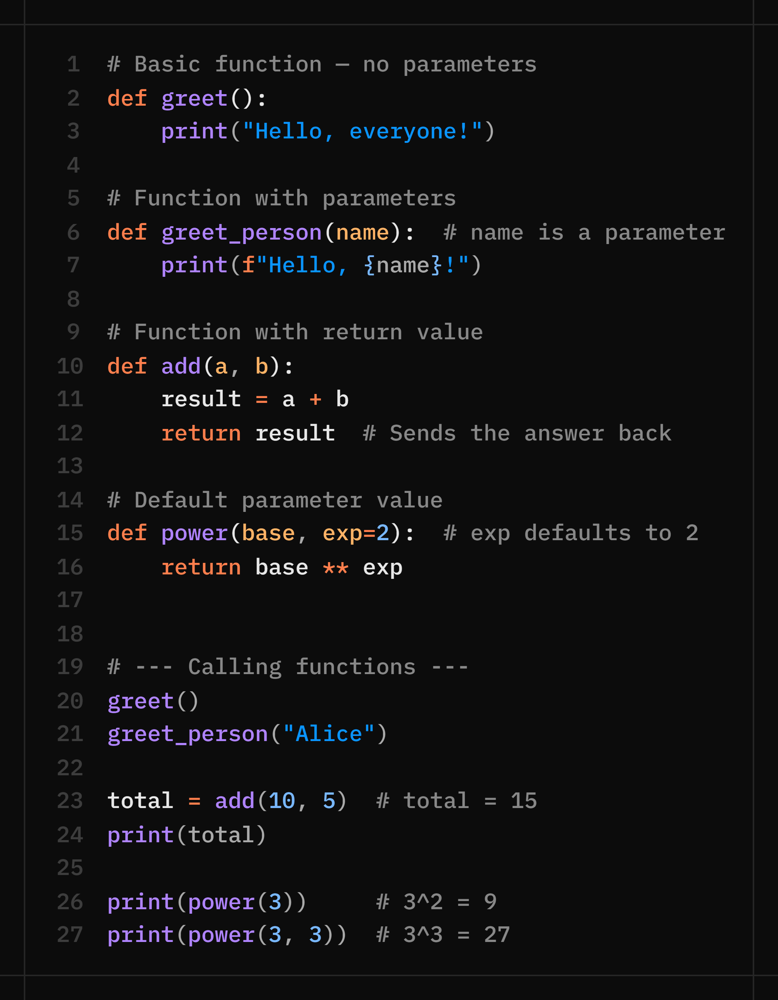 1 # Basic function — no parameters
2 def greet():
3     print("Hello, everyone!")
4
5 # Function with parameters
6 def greet_person(name):  # name is a parameter
7     print(f"Hello, {name}!")
8
9 # Function with return value
10 def add(a, b):
11     result = a + b
12     return result  # Sends the answer back
13
14 # Default parameter value
15 def power(base, exp=2):  # exp defaults to 2
16     return base ** exp
17
18
19 # --- Calling functions ---
20 greet()
21 greet_person("Alice")
22
23 total = add(10, 5)  # total = 15
24 print(total)
25
26 print(power(3))     # 3^2 = 9
27 print(power(3, 3))  # 3^3 = 27